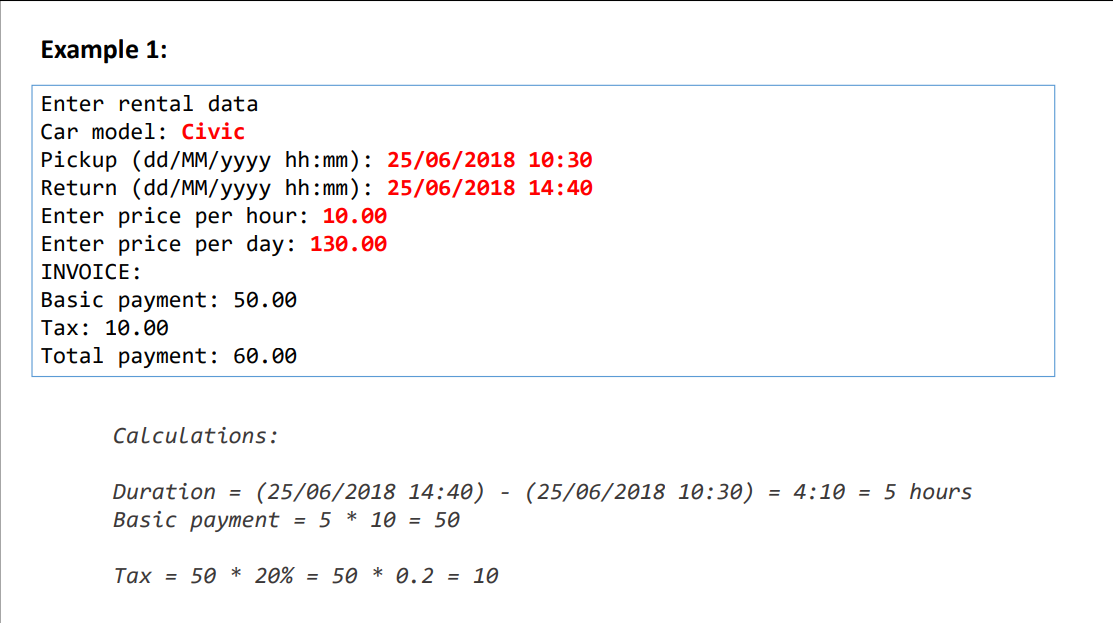 Example 1:
Enter rental data
Car model: Civic
Pickup (dd/MM/yyyy hh:mm): 25/06/2018 10:30
Return (dd/MM/yyyy hh:mm): 25/06/2018 14:40
Enter price per hour: 10.00
Enter price per day: 130.00
INVOICE:
Basic payment: 50.00
Tax: 10.00
Total payment: 60.00
Calculations:
Duration = (25/06/2018 14:40) - (25/06/2018 10:30) = 4:10 = 5 hours
Basic payment = 5 * 10 = 50
Tax = 50 * 20% = 50 * 0.2 = 10